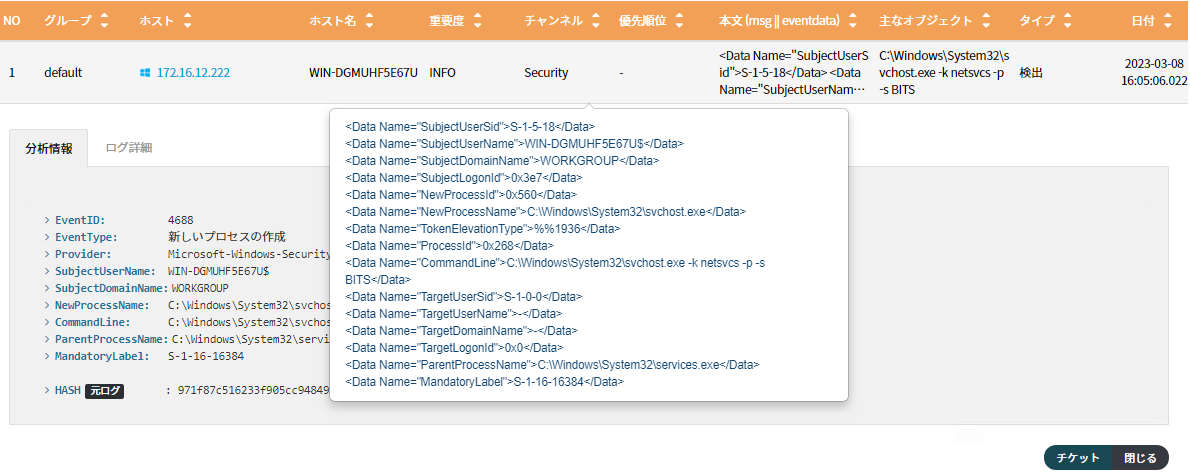 NO グループ ホスト ホスト名 重要度 チャンネル 優先順位 本文 (msg || eventdata) 主なオブジェクト タイプ 日付
1 default 172.16.12.222 WIN-DGMUHF5E67U INFO Security - <Data Name="SubjectUserS C:\Windows\System32\s 検出 2023-03-08
id">S-1-5-18</Data> <Data vchost.exe -k netsvcs -p 16:05:06.022
Name="SubjectUserNam… -s BITS
<Data Name="SubjectUserSid">S-1-5-18</Data>
<Data Name="SubjectUserName">WIN-DGMUHF5E67U$</Data>
<Data Name="SubjectDomainName">WORKGROUP</Data>
<Data Name="SubjectLogonId">0x3e7</Data>
<Data Name="NewProcessId">0x560</Data>
<Data Name="NewProcessName">C:\Windows\System32\svchost.exe</Data>
<Data Name="TokenElevationType">%%1936</Data>
<Data Name="ProcessId">0x268</Data>
<Data Name="CommandLine">C:\Windows\System32\svchost.exe -k netsvcs -p -s
BITS</Data>
<Data Name="TargetUserSid">S-1-0-0</Data>
<Data Name="TargetUserName">-</Data>
<Data Name="TargetDomainName">-</Data>
<Data Name="TargetLogonId">0x0</Data>
<Data Name="ParentProcessName">C:\Windows\System32\services.exe</Data>
<Data Name="MandatoryLabel">S-1-16-16384</Data>
分析情報 ログ詳細
> EventID: 4688
> EventType: 新しいプロセスの作成
> Provider: Microsoft-Windows-Security
> SubjectUserName: WIN-DGMUHF5E67U$
> SubjectDomainName: WORKGROUP
> NewProcessName: C:\Windows\System32\svchos
> CommandLine: C:\Windows\System32\svchos
> ParentProcessName: C:\Windows\System32\servi
> MandatoryLabel: S-1-16-16384
> HASH 元ログ : 971f87c516233f905cc94849
チケット 閉じる